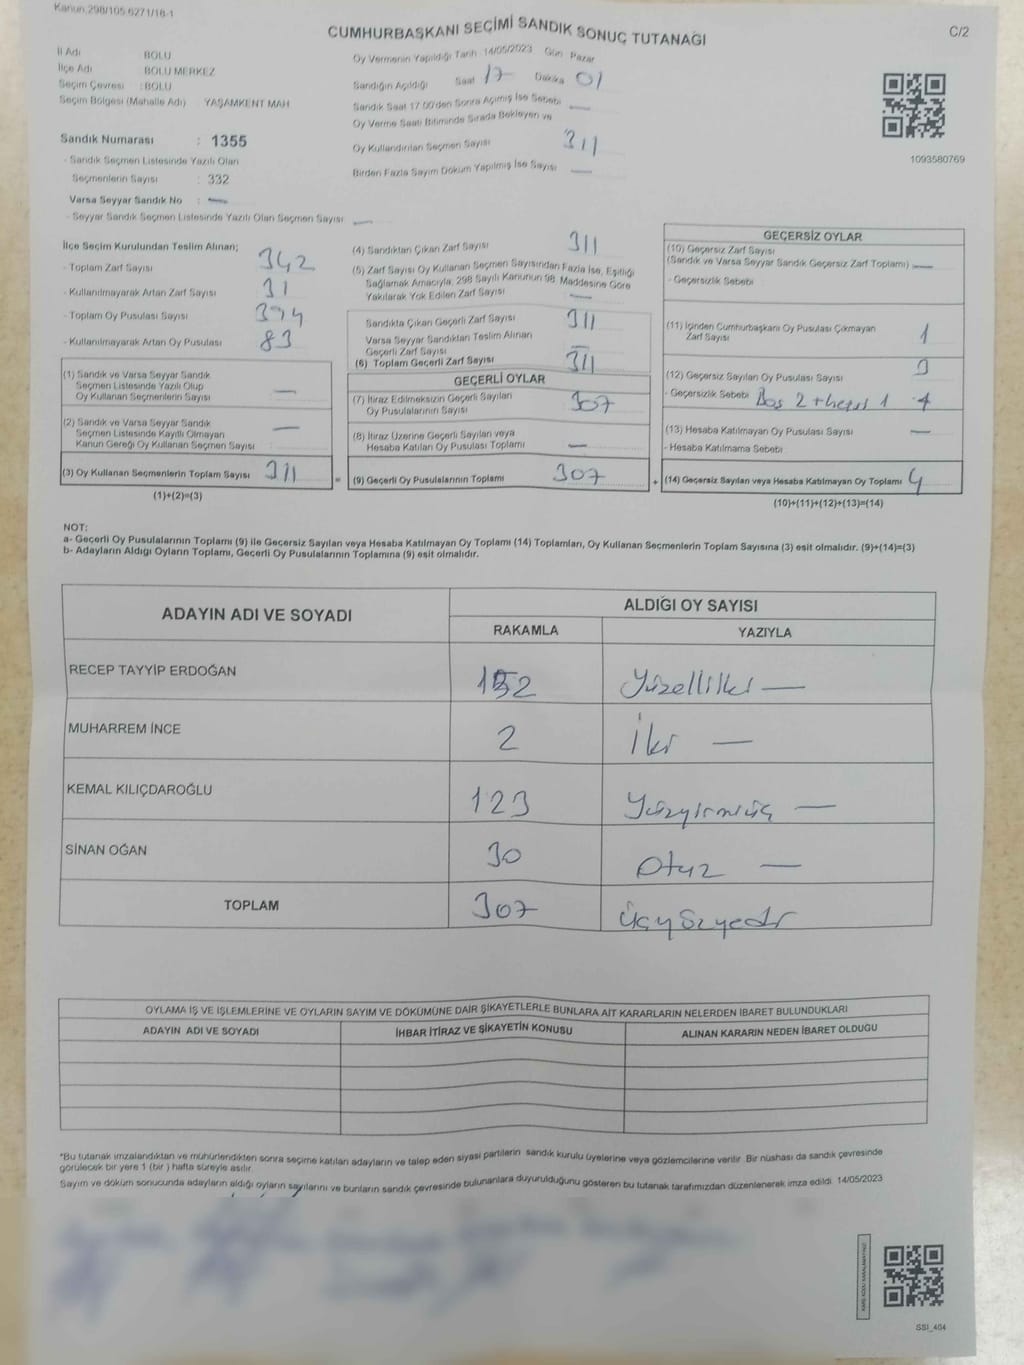 Kanun.298/105.6271/16-1
CUMHURBAŞKANI SEÇİMİ SANDIK SONUÇ TUTANAĞI
C/2
İl Adı BOLU
İlçe Adı BOLU MERKEZ
Seçim Çevresi : BOLU
Seçim Bölgesi (Mahalle Adı) YAŞAMKENT MAH
Sandık Numarası : 1355
- Sandık Seçmen Listesinde Yazılı Olan
Seçmenlerin Sayısı : 332
Varsa Seyyar Sandık No : —
- Seyyar Sandık Seçmen Listesinde Yazılı Olan Seçmen Sayısı —
Oy Vermenin Yapıldığı Tarih 14/05/2023 Gün Pazar
Sandığın Açıldığı Saat 17 Dakika 01
Sandık Saat 17.00'den Sonra Açılmış İse Sebebi —
Oy Verme Saati Bitiminde Sırada Bekleyen ve
Oy Kullandırılan Seçmen Sayısı 311
Birden Fazla Sayım Döküm Yapılmış İse Sayısı —
1093580769
İlçe Seçim Kurulundan Teslim Alınan;
- Toplam Zarf Sayısı 342
- Kullanılmayarak Artan Zarf Sayısı 31
- Toplam Oy Pusulası Sayısı 394
- Kullanılmayarak Artan Oy Pusulası 83
(1) Sandık ve Varsa Seyyar Sandık
Seçmen Listesinde Yazılı Olup
Oy Kullanan Seçmenlerin Sayısı —
(2) Sandık ve Varsa Seyyar Sandık
Seçmen Listesinde Kayıtlı Olmayan
Kanun Gereği Oy Kullanan Seçmen Sayısı —
(3) Oy Kullanan Seçmenlerin Toplam Sayısı 311
(1)+(2)=(3)
=
(4) Sandıktan Çıkan Zarf Sayısı 311
(5) Zarf Sayısı Oy Kullanan Seçmen Sayısından Fazla İse, Eşitliği
Sağlamak Amacıyla, 298 Sayılı Kanunun 98. Maddesine Göre
Yakılarak Yok Edilen Zarf Sayısı —
Sandıkta Çıkan Geçerli Zarf Sayısı 311
Varsa Seyyar Sandıktan Teslim Alınan
Geçerli Zarf Sayısı —
(6) Toplam Geçerli Zarf Sayısı 311
GEÇERLİ OYLAR
(7) İtiraz Edilmeksizin Geçerli Sayılan
Oy Pusulalarının Sayısı 307
(8) İtiraz Üzerine Geçerli Sayılan veya
Hesaba Katılan Oy Pusulası Toplamı —
(9) Geçerli Oy Pusulalarının Toplamı 307
+
GEÇERSİZ OYLAR
(10) Geçersiz Zarf Sayısı
(Sandık ve Varsa Seyyar Sandık Geçersiz Zarf Toplamı) —
- Geçersizlik Sebebi
(11) İçinden Cumhurbaşkanı Oy Pusulası Çıkmayan
Zarf Sayısı 1
(12) Geçersiz Sayılan Oy Pusulası Sayısı 3
- Geçersizlik Sebebi Boş 2 1
(13) Hesaba Katılmayan Oy Pusulası Sayısı —
- Hesaba Katılmama Sebebi
(14) Geçersiz Sayılan veya Hesaba Katılmayan Oy Toplamı 4
(10)+(11)+(12)+(13)=(14)
NOT:
a- Geçerli Oy Pusulalarının Toplamı (9) ile Geçersiz Sayılan veya Hesaba Katılmayan Oy Toplamı (14) Toplamları, Oy Kullanan Seçmenlerin Toplam Sayısına (3) eşit olmalıdır. (9)+(14)=(3)
b- Adayların Aldığı Oyların Toplamı, Geçerli Oy Pusulalarının Toplamına (9) eşit olmalıdır.
ADAYIN ADI VE SOYADI
ALDIĞI OY SAYISI
RAKAMLA YAZIYLA
RECEP TAYYİP ERDOĞAN 152 Yüzelliiki —
MUHARREM İNCE 2 İki —
KEMAL KILIÇDAROĞLU 123 Yüzyirmiüç —
SİNAN OĞAN 30 Otuz —
TOPLAM 307 Üçyüzyedi
OYLAMA İŞ VE İŞLEMLERİNE VE OYLARIN SAYIM VE DÖKÜMÜNE DAİR ŞİKAYETLERLE BUNLARA AİT KARARLARIN NELERDEN İBARET BULUNDUKLARI
ADAYIN ADI VE SOYADI İHBAR İTİRAZ VE ŞİKAYETİN KONUSU ALINAN KARARIN NEDEN İBARET OLDUĞU
*Bu tutanak imzalandıktan ve mühürlendikten sonra seçime katılan adayların ve talep eden siyasi partilerin sandık kurulu üyelerine veya gözlemcilerine verilir. Bir nüshası da sandık çevresinde
görülecek bir yere 1 (bir ) hafta süreyle asılır.
Sayım ve döküm sonucunda adayların aldığı oyların sayılarını ve bunların sandık çevresinde bulunanlara duyurulduğunu gösteren bu tutanak tarafımızdan düzenlenerek imza edildi. 14/05/2023
KARE KODU KARALAMAYINIZ!
SSI_404